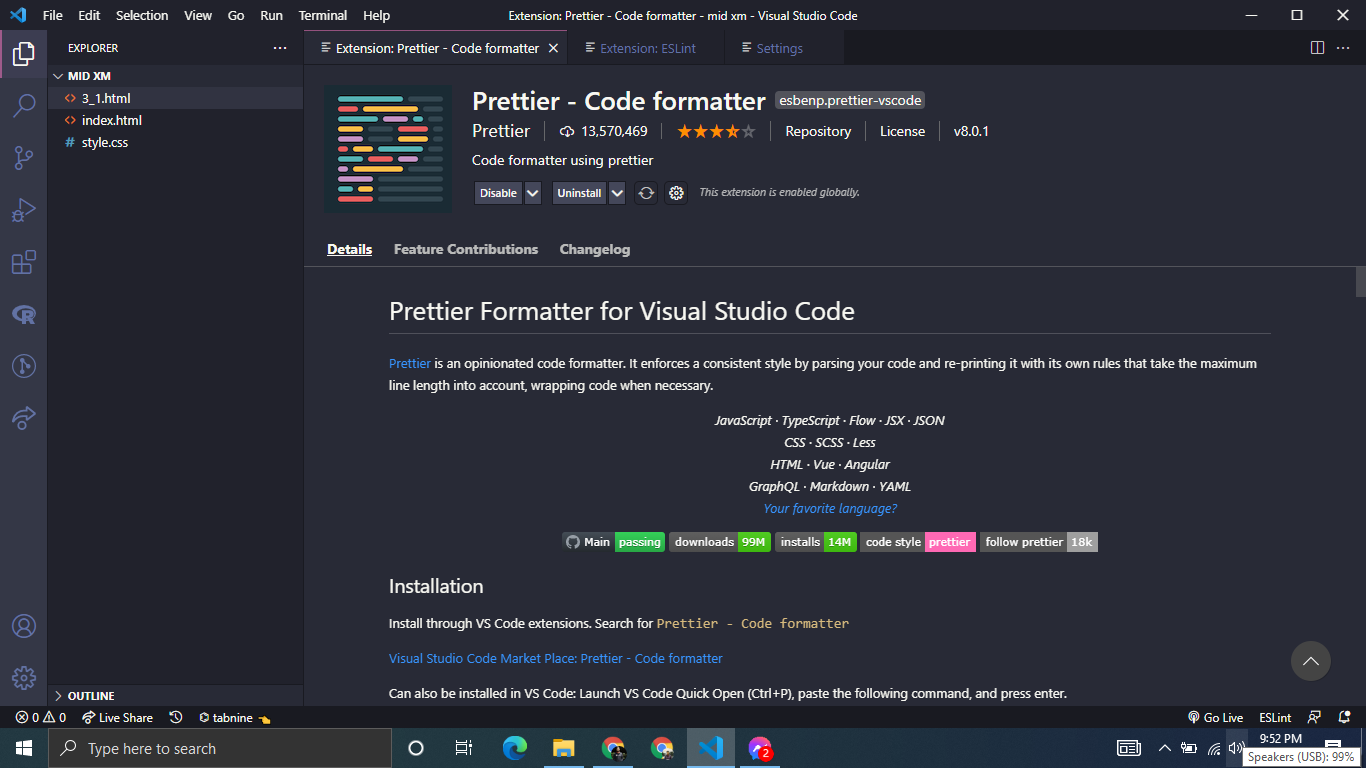 File Edit Selection View Go Run Terminal Help
Extension: Prettier - Code formatter - mid xm - Visual Studio Code
EXPLORER
MID XM
3_1.html
index.html
style.css
OUTLINE
Extension: Prettier - Code formatter
Extension: ESLint
Settings
Prettier - Code formatter
esbenp.prettier-vscode
Prettier 13,570,469 Repository License v8.0.1
Code formatter using prettier
Disable Uninstall This extension is enabled globally.
Details Feature Contributions Changelog
Prettier Formatter for Visual Studio Code
Prettier is an opinionated code formatter. It enforces a consistent style by parsing your code and re-printing it with its own rules that take the maximum
line length into account, wrapping code when necessary.
JavaScript · TypeScript · Flow · JSX · JSON
CSS · SCSS · Less
HTML · Vue · Angular
GraphQL · Markdown · YAML
Your favorite language?
Main passing downloads 99M installs 14M code style prettier follow prettier 18k
Installation
Install through VS Code extensions. Search for Prettier - Code formatter
Visual Studio Code Market Place: Prettier - Code formatter
Can also be installed in VS Code: Launch VS Code Quick Open (Ctrl+P), paste the following command, and press enter.
0 0 Live Share tabnine Go Live ESLint
Type here to search
2
9:52 PM
Speakers (USB): 99%